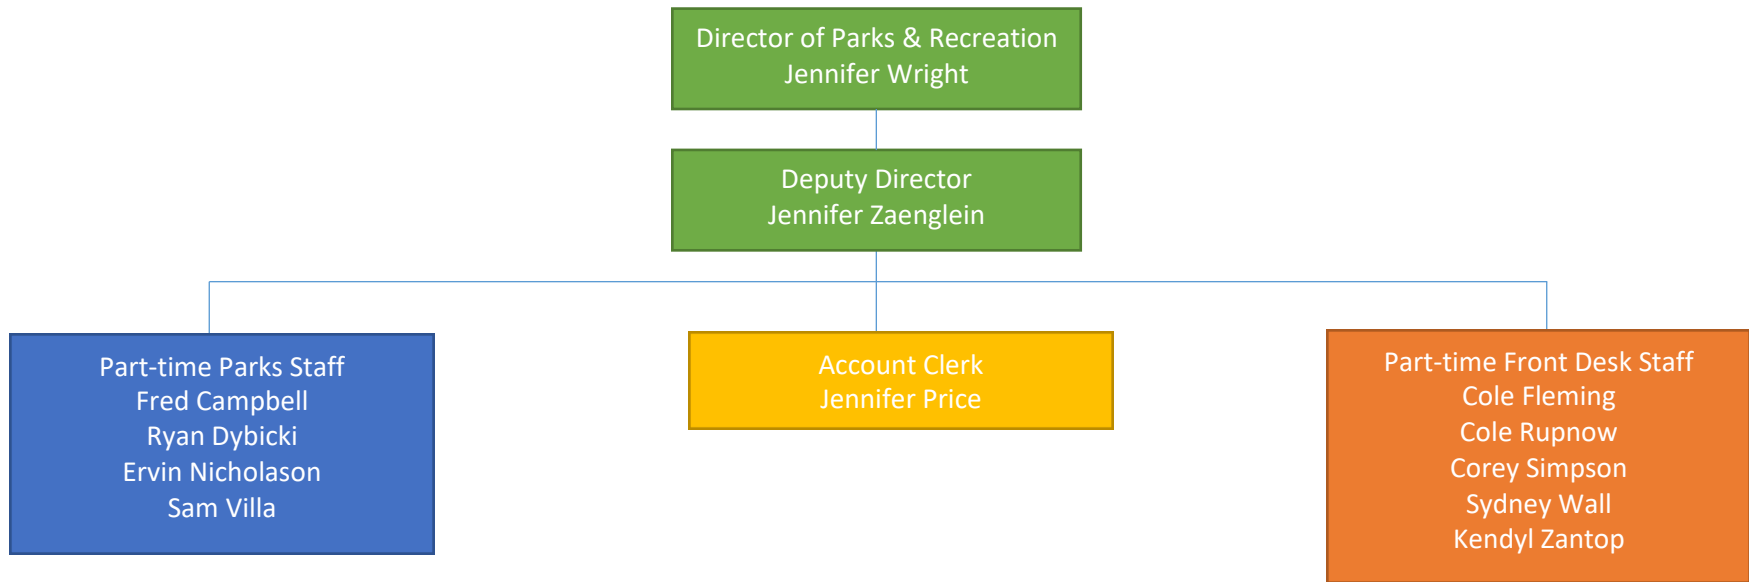 Director of Parks & Recreation
Jennifer Wright
Deputy Director
Jennifer Zaenglein
Part-time Parks Staff
Fred Campbell
Ryan Dybicki
Ervin Nicholason
Sam Villa
Account Clerk
Jennifer Price
Part-time Front Desk Staff
Cole Fleming
Cole Rupnow
Corey Simpson
Sydney Wall
Kendyl Zantop